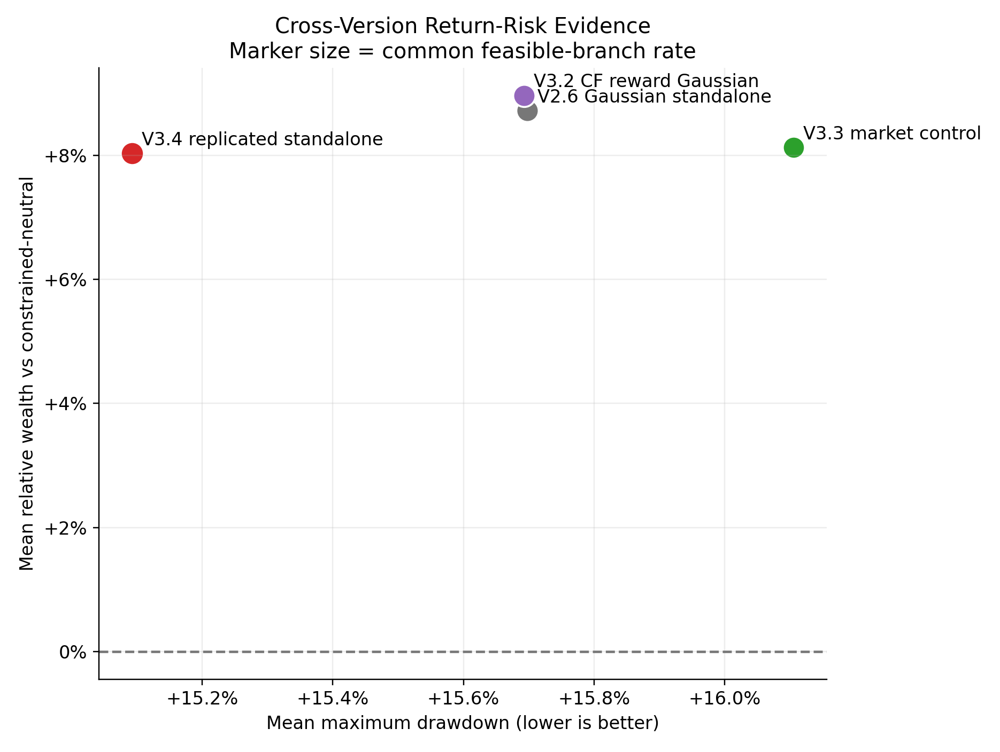 Cross-Version Return-Risk Evidence
Marker size = common feasible-branch rate
V3.2 CF reward Gaussian
V2.6 Gaussian standalone
V3.3 market control
V3.4 replicated standalone
+8%
+6%
+4%
+2%
0%
Mean relative wealth vs constrained-neutral
+15.2%
+15.4%
+15.6%
+15.8%
+16.0%
Mean maximum drawdown (lower is better)